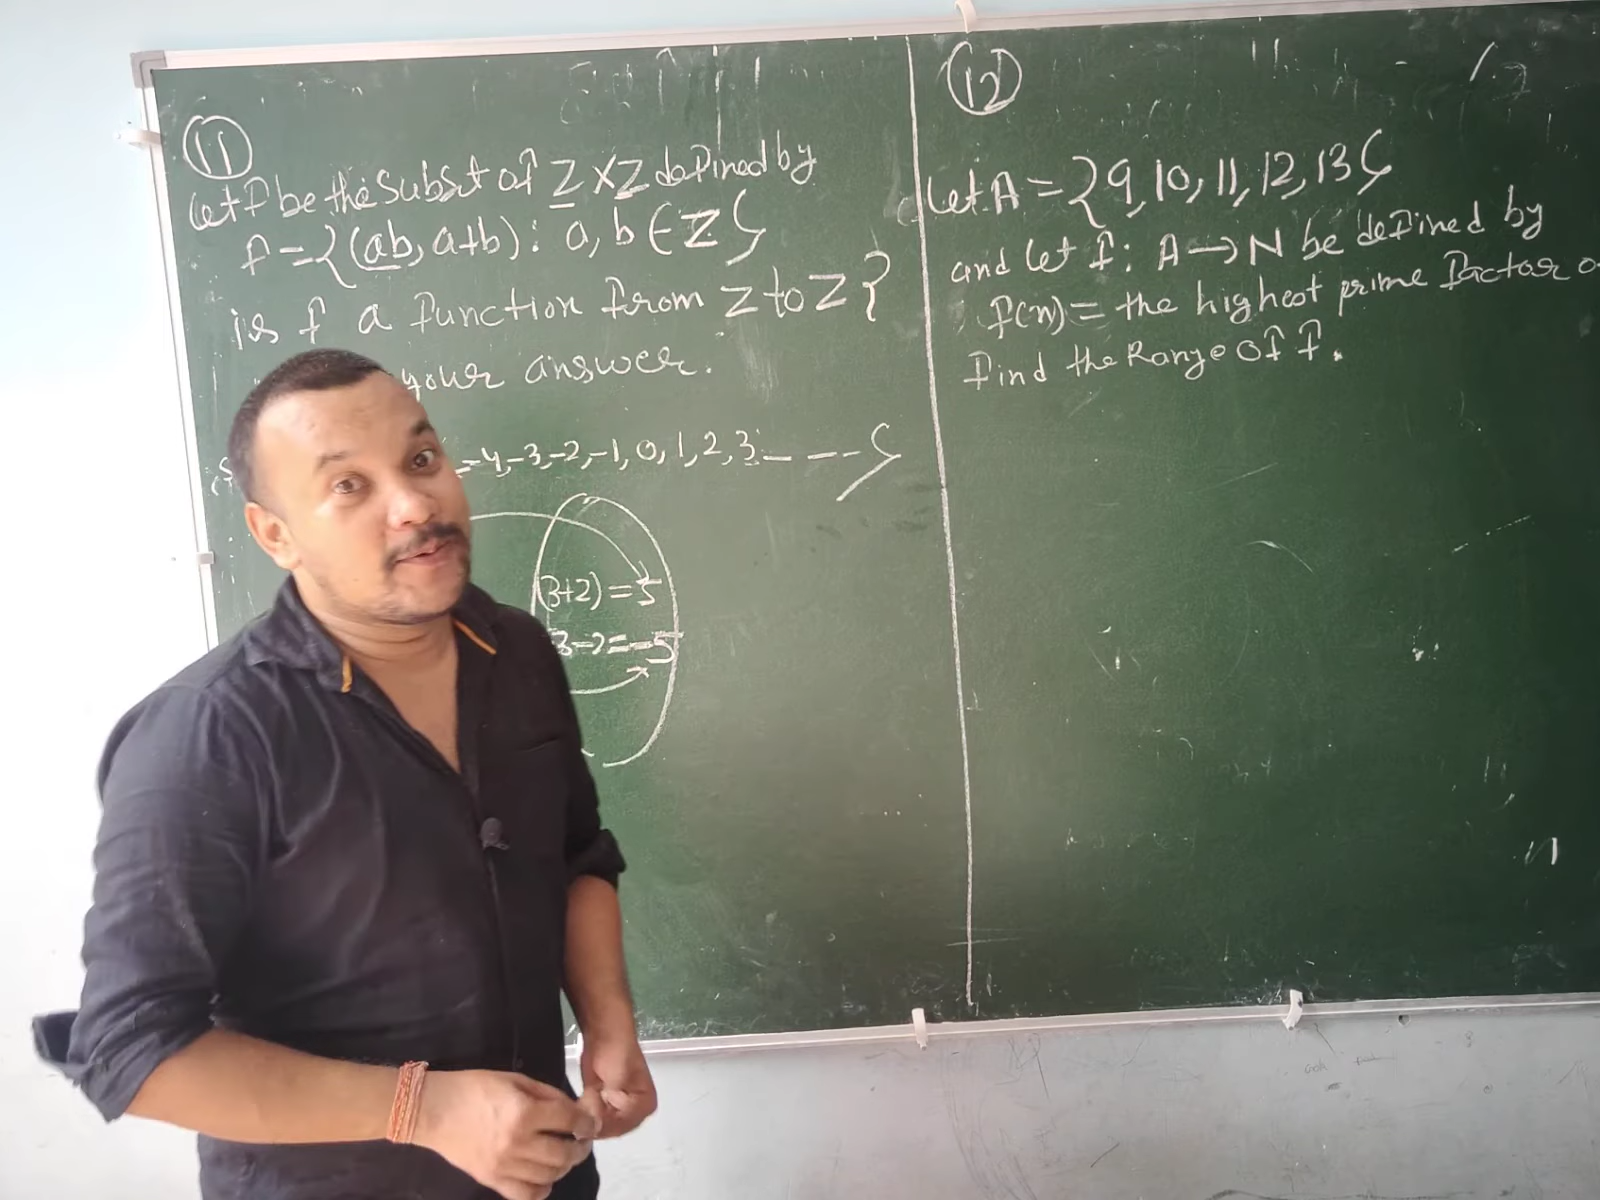 11
Let f be the Subset of Z × Z defined by
f = {(ab, a+b) : a, b ∈ Z}
is f a function from Z to Z?
your answer.
-4, -3, -2, -1, 0, 1, 2, 3 - - - - }
(3+2) = 5
3-2=-5
12
Let A = {9, 10, 11, 12, 13}
and let f : A → N be defined by
f(n) = the highest prime factor o
find the Range of f.